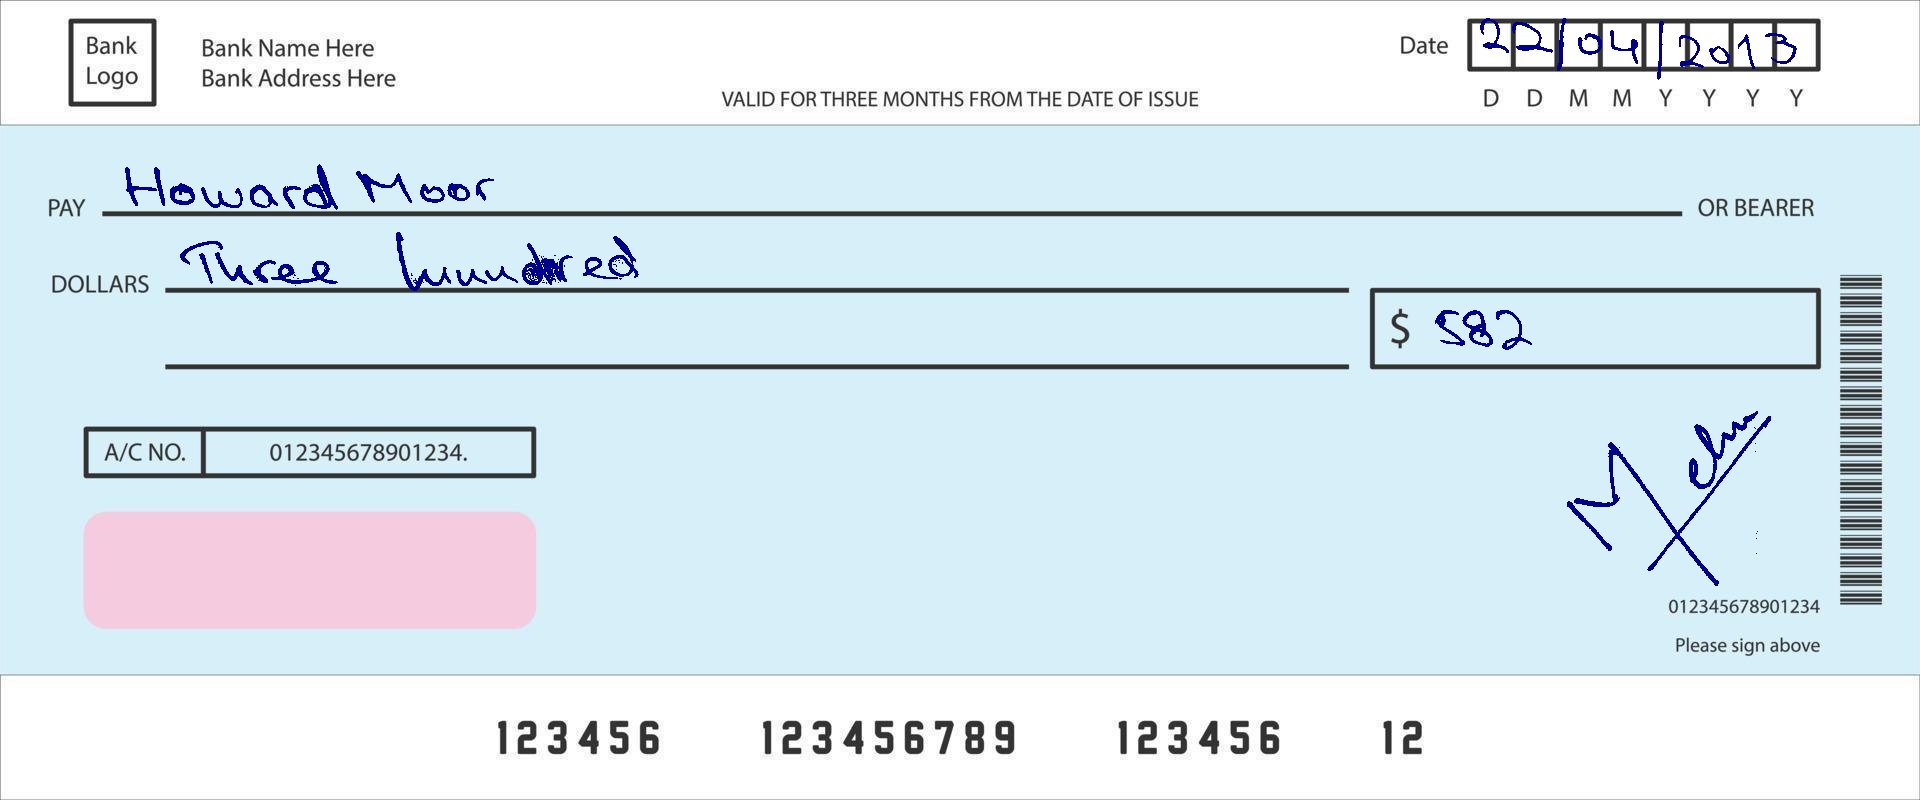 Bank Logo
Bank Name Here
Bank Address Here
VALID FOR THREE MONTHS FROM THE DATE OF ISSUE
Date 22/04/2013
D D M M Y Y Y Y
PAY Howard Moor OR BEARER
DOLLARS Three hundred
$ 582
A/C NO. 012345678901234.
012345678901234
Please sign above
123456 123456789 123456 12